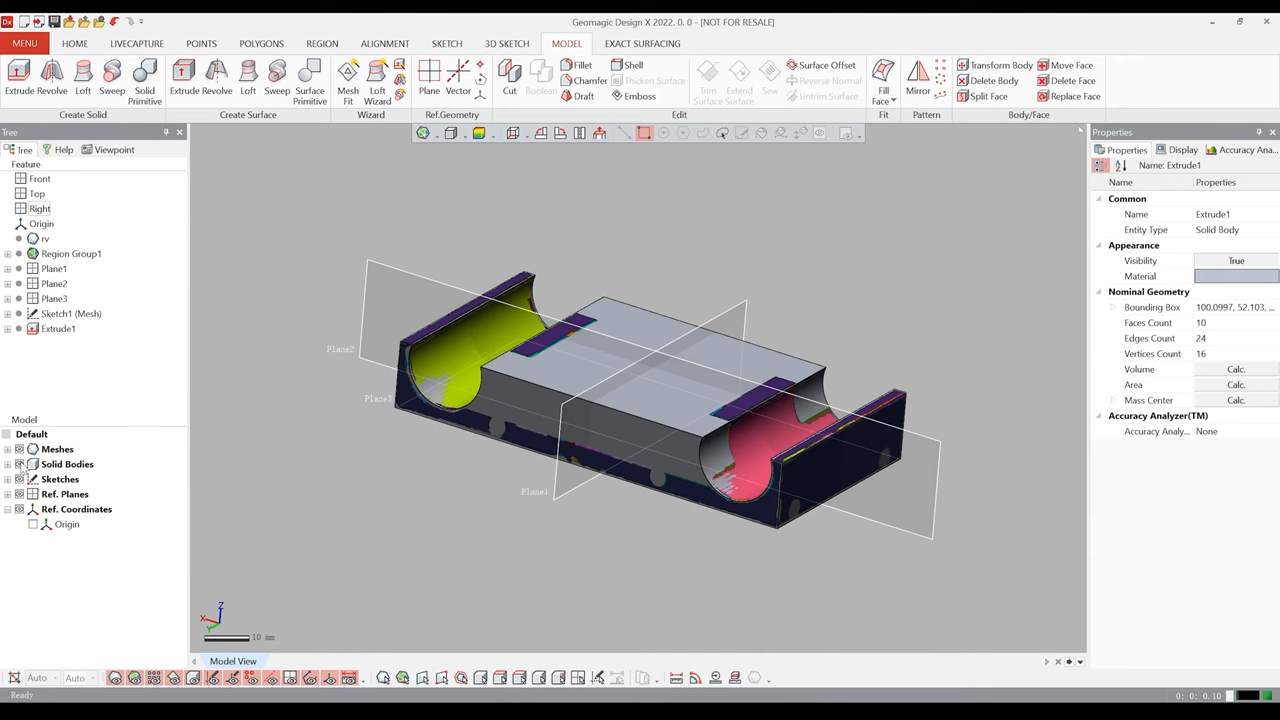 Dx
Geomagic Design X 2022. 0. 0 - [NOT FOR RESALE]
MENU HOME LIVECAPTURE POINTS POLYGONS REGION ALIGNMENT SKETCH 3D SKETCH MODEL EXACT SURFACING
Extrude Revolve Loft Sweep Solid Primitive
Create Solid
Extrude Revolve Loft Sweep Surface Primitive
Create Surface
Mesh Fit Loft Wizard
Wizard
Plane Vector
Ref.Geometry
Cut Boolean
Fillet
Chamfer
Draft
Shell
Thicken Surface
Emboss
Trim Surface Extend Surface Sew
Surface Offset
Reverse Normal
Untrim Surface
Edit
Fill Face
Fit
Mirror
Pattern
Transform Body
Delete Body
Split Face
Move Face
Delete Face
Replace Face
Body/Face
Tree
Tree Help Viewpoint
Feature
Front
Top
Right
Origin
rv
Region Group1
Plane1
Plane2
Plane3
Sketch1 (Mesh)
Extrude1
Model
Default
Meshes
Solid Bodies
Sketches
Ref. Planes
Ref. Coordinates
Origin
Plane2
Plane3
Plane1
X
Y
Z
10 mm
Model View
Properties
Properties Display Accuracy Ana...
Name: Extrude1
Name Properties
Common
Name Extrude1
Entity Type Solid Body
Appearance
Visibility True
Material
Nominal Geometry
Bounding Box 100.0997, 52.103, ...
Faces Count 10
Edges Count 24
Vertices Count 16
Volume Calc.
Area Calc.
Mass Center Calc.
Accuracy Analyzer(TM)
Accuracy Analy... None
Auto Auto
Ready
0: 0: 0.10